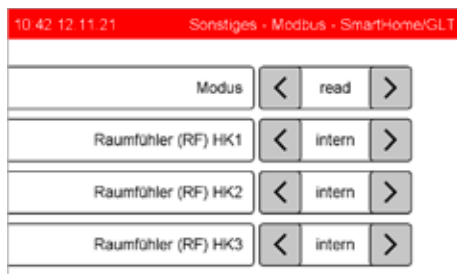 10:42 12.11.21 Sonstiges - Modbus - SmartHome/GLT
Modus read
Raumfühler (RF) HK1 intern
Raumfühler (RF) HK2 intern
Raumfühler (RF) HK3 intern